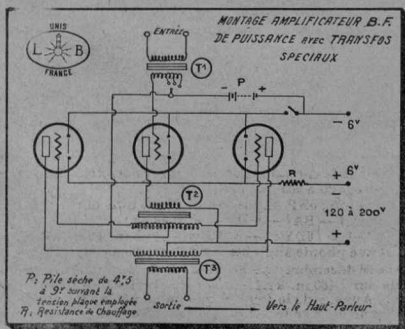 UNIS
L B
FRANCE
ENTRÉE
MONTAGE AMPLIFICATEUR B.F.
DE PUISSANCE avec TRANSFOS
SPECIAUX
T1
- P +
- 6v
+ 6v
R
-
T2
120 à 200v
+
T3
P: Pile sèche de 4v,5
à 9v suivant la
tension plaque employée
R: Resistance de Chauffage.
Sortie
Vers le Haut-Parleur